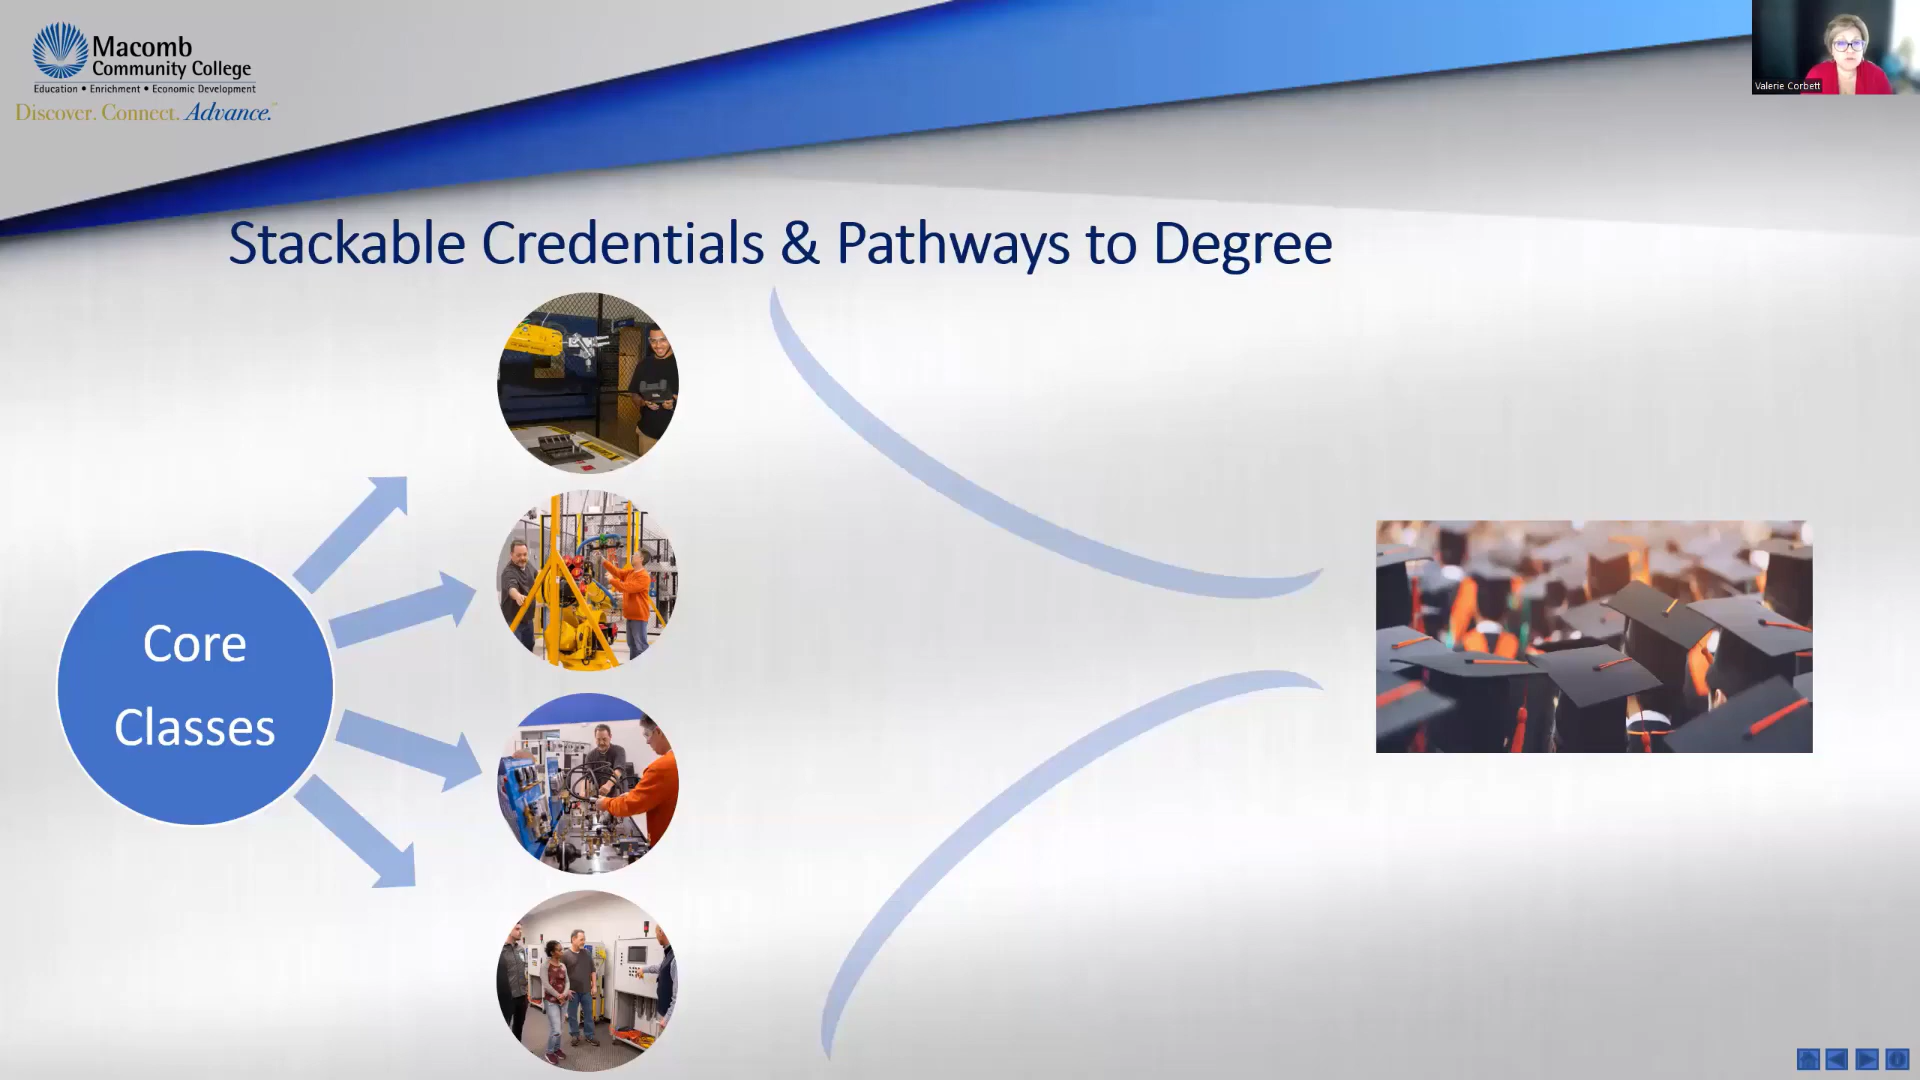 Macomb
Community College
Education • Enrichment • Economic Development
Discover. Connect. Advance.
Valerie Corbett
Stackable Credentials & Pathways to Degree
Core
Classes